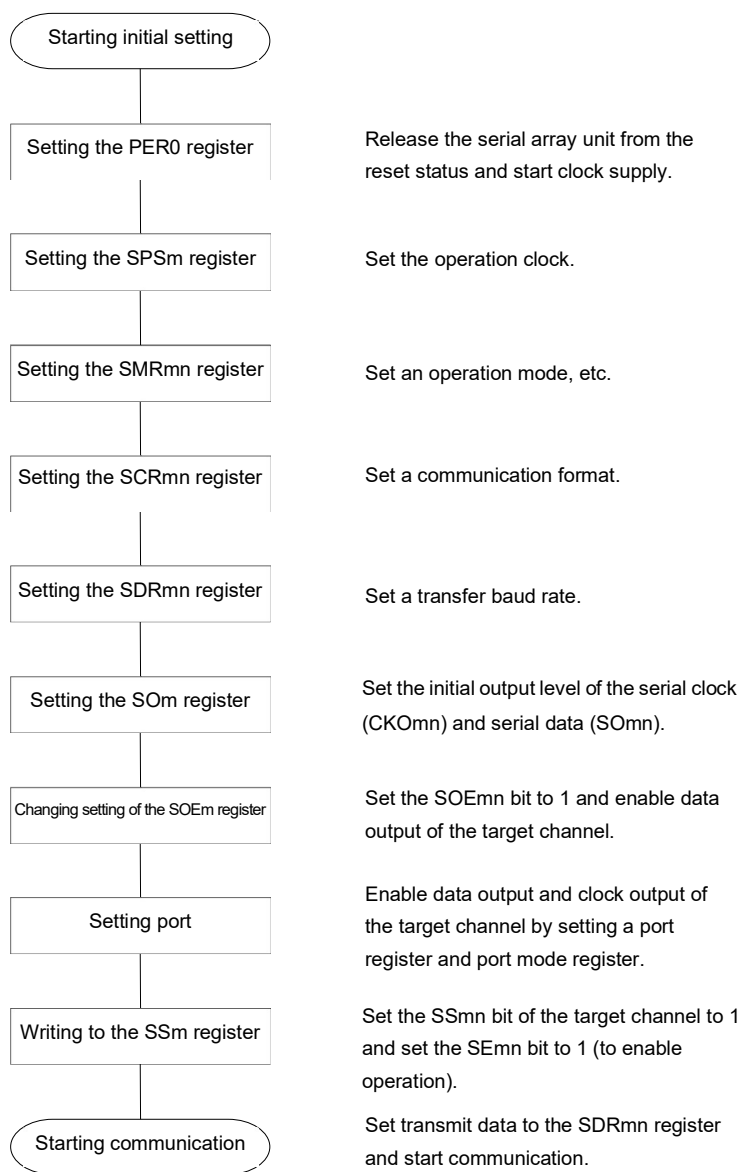 Starting initial setting
Setting the PER0 register
Release the serial array unit from the
reset status and start clock supply.
Setting the SPSm register
Set the operation clock.
Setting the SMRmn register
Set an operation mode, etc.
Setting the SCRmn register
Set a communication format.
Setting the SDRmn register
Set a transfer baud rate.
Setting the SOm register
Set the initial output level of the serial clock
(CKOmn) and serial data (SOmn).
Changing setting of the SOEm register
Set the SOEmn bit to 1 and enable data
output of the target channel.
Setting port
Enable data output and clock output of
the target channel by setting a port
register and port mode register.
Writing to the SSm register
Set the SSmn bit of the target channel to 1
and set the SEmn bit to 1 (to enable
operation).
Starting communication
Set transmit data to the SDRmn register
and start communication.